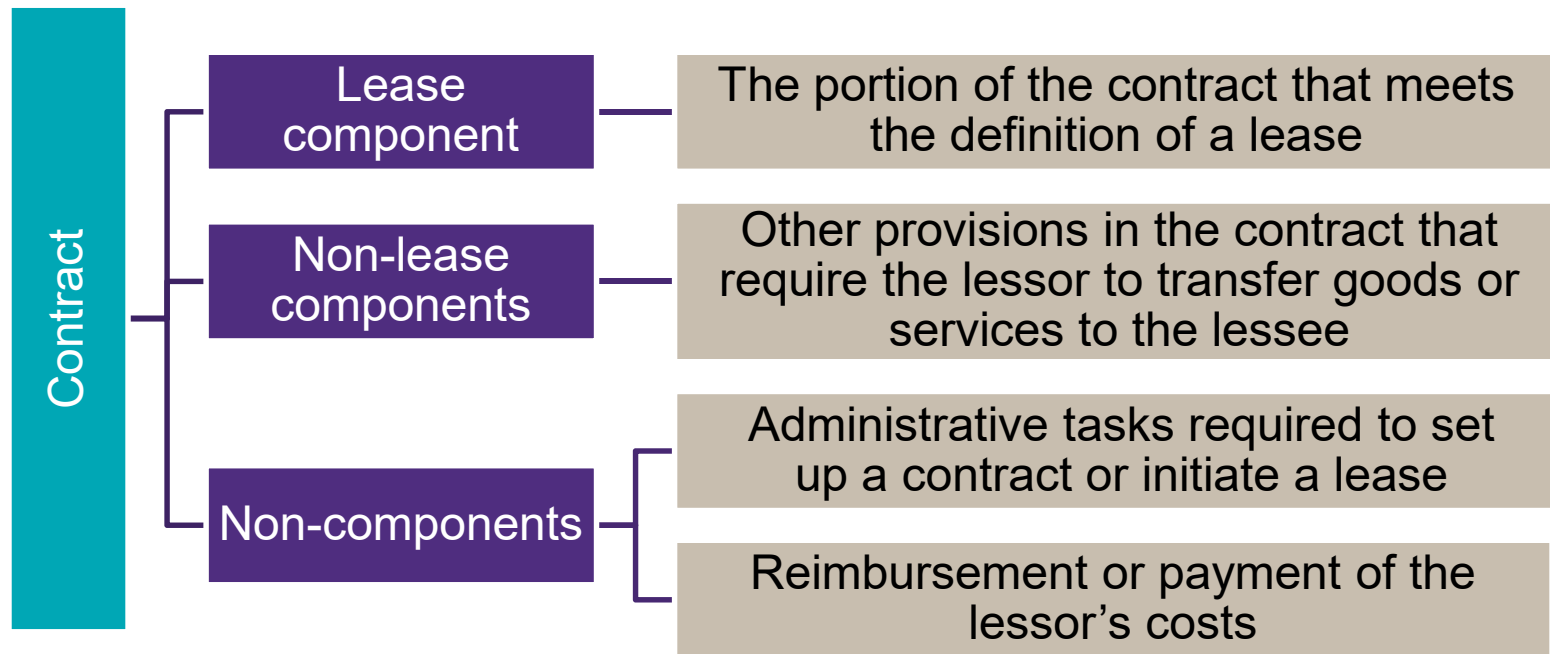 Contract
Lease
component
The portion of the contract that meets
the definition of a lease
Non-lease
components
Other provisions in the contract that
require the lessor to transfer goods or
services to the lessee
Non-components
Administrative tasks required to set
up a contract or initiate a lease
Reimbursement or payment of the
lessor’s costs